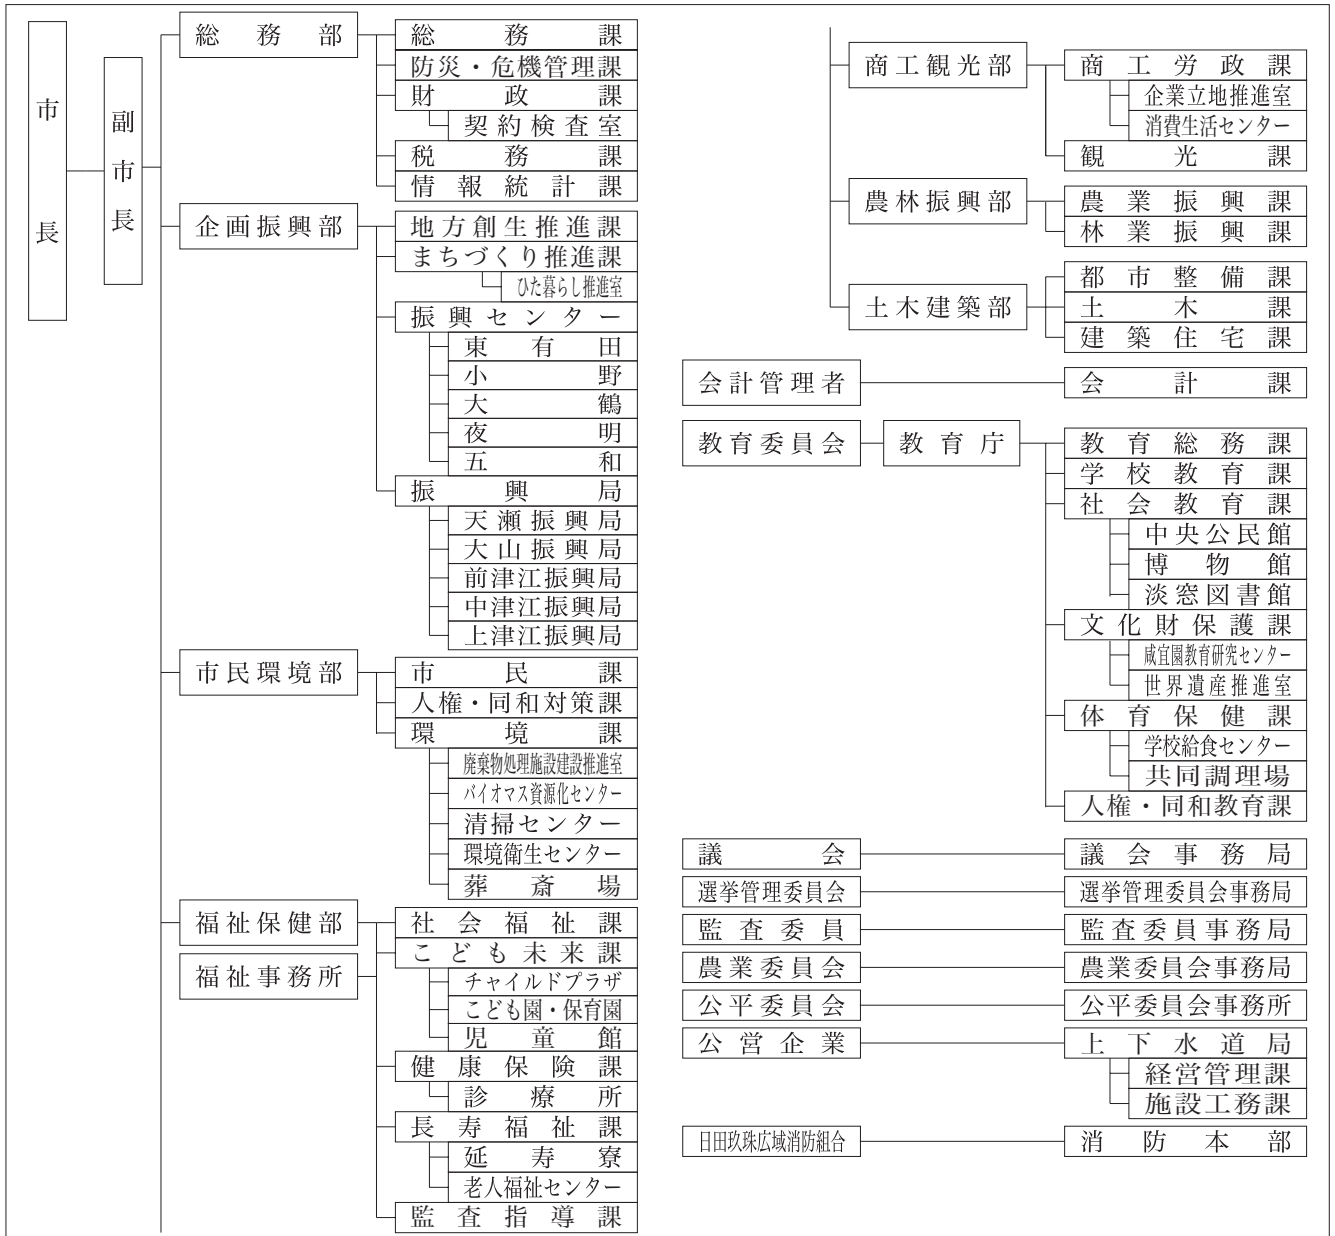 市長
副市長
総務部
総務課
防災・危機管理課
財政課
契約検査室
税務課
情報統計課
企画振興部
地方創生推進課
まちづくり推進課
ひた暮らし推進室
振興センター
東有田
小野
大鶴
夜明
五和
振興局
天瀬振興局
大山振興局
前津江振興局
中津江振興局
上津江振興局
市民環境部
市民課
人権・同和対策課
環境課
廃棄物処理施設建設推進室
バイオマス資源化センター
清掃センター
環境衛生センター
葬斎場
福祉保健部
福祉事務所
社会福祉課
こども未来課
チャイルドプラザ
こども園・保育園
児童館
健康保険課
診療所
長寿福祉課
延寿寮
老人福祉センター
監査指導課
商工観光部
商工労政課
企業立地推進室
消費生活センター
観光課
農林振興部
農業振興課
林業振興課
土木建築部
都市整備課
土木課
建築住宅課
会計管理者
会計課
教育委員会
教育庁
教育総務課
学校教育課
社会教育課
中央公民館
博物館
淡窓図書館
文化財保護課
咸宜園教育研究センター
世界遺産推進室
体育保健課
学校給食センター
共同調理場
人権・同和教育課
議会
議会事務局
選挙管理委員会
選挙管理委員会事務局
監査委員
監査委員事務局
農業委員会
農業委員会事務局
公平委員会
公平委員会事務所
公営企業
上下水道局
経営管理課
施設工務課
日田玖珠広域消防組合
消防本部